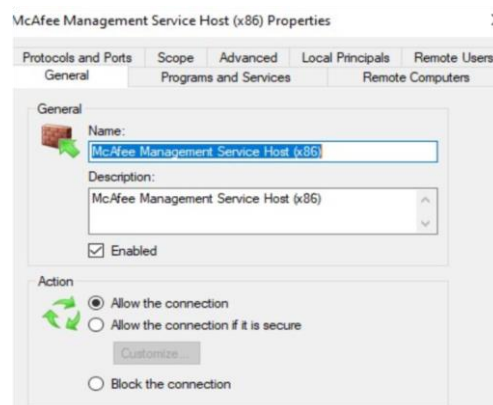 McAfee Management Service Host (x86) Properties
Protocols and Ports Scope Advanced Local Principals Remote Users
General Programs and Services Remote Computers
General
Name:
McAfee Management Service Host (x86)
Description:
McAfee Management Service Host (x86)
Enabled
Action
Allow the connection
Allow the connection if it is secure
Customize...
Block the connection